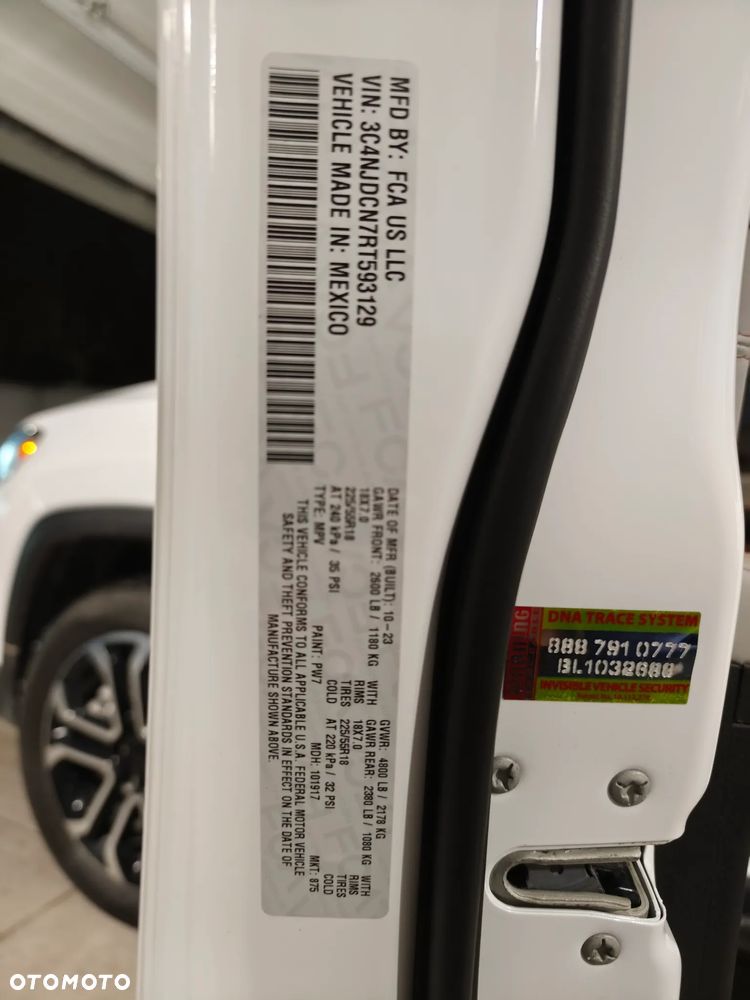 MFD BY: FCA US LLC
VIN: 3C4NJDCN7RT593129
VEHICLE MADE IN: MEXICO
DATE OF MFR (BUILT): 10-23 GVWR: 4800 LB / 2178 KG
GAWR FRONT: 2600 LB / 1180 KG WITH GAWR REAR: 2380 LB / 1080 KG WITH
18X7.0 RIMS 18X7.0 RIMS
225/55R18 TIRES 225/55R18 TIRES
AT 240 kPa / 35 PSI COLD AT 220 kPa / 32 PSI COLD
TYPE: MPV PAINT: PW7 MDH: 101917 MKT: 875
THIS VEHICLE CONFORMS TO ALL APPLICABLE U.S.A. FEDERAL MOTOR VEHICLE
SAFETY AND THEFT PREVENTION STANDARDS IN EFFECT ON THE DATE OF
MANUFACTURE SHOWN ABOVE.
DNA TRACE SYSTEM
888 791 0777
BL1032688
INVISIBLE VEHICLE SECURITY
OTOMOTO